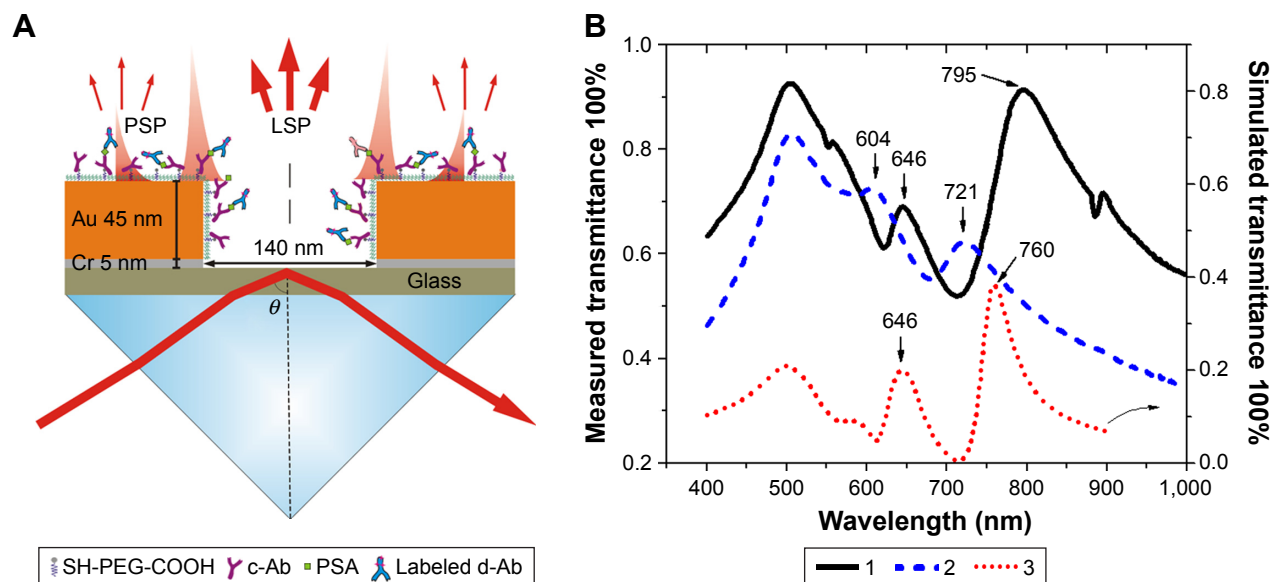 A
PSP
LSP
Au 45 nm
Cr 5 nm
140 nm
Glass
θ
SH-PEG-COOH
c-Ab
PSA
Labeled d-Ab
B
Measured transmittance 100%
1.0
0.8
0.6
0.4
0.2
795
604
646
721
760
646
0.8
0.6
0.4
0.2
0.0
Simulated transmittance 100%
400 500 600 700 800 900 1,000
Wavelength (nm)
1 2 3